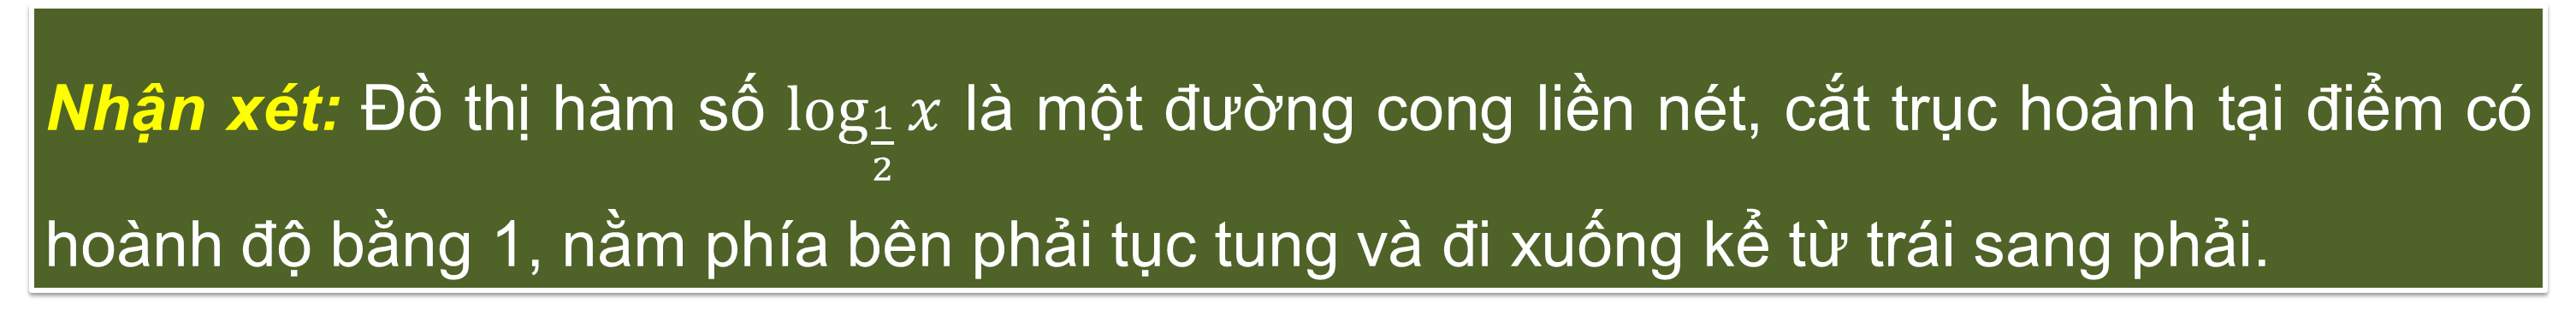 Nhận xét: Đồ thị hàm số log_{1/2} x là một đường cong liền nét, cắt trục hoành tại điểm có
hoành độ bằng 1, nằm phía bên phải tục tung và đi xuống kể từ trái sang phải.